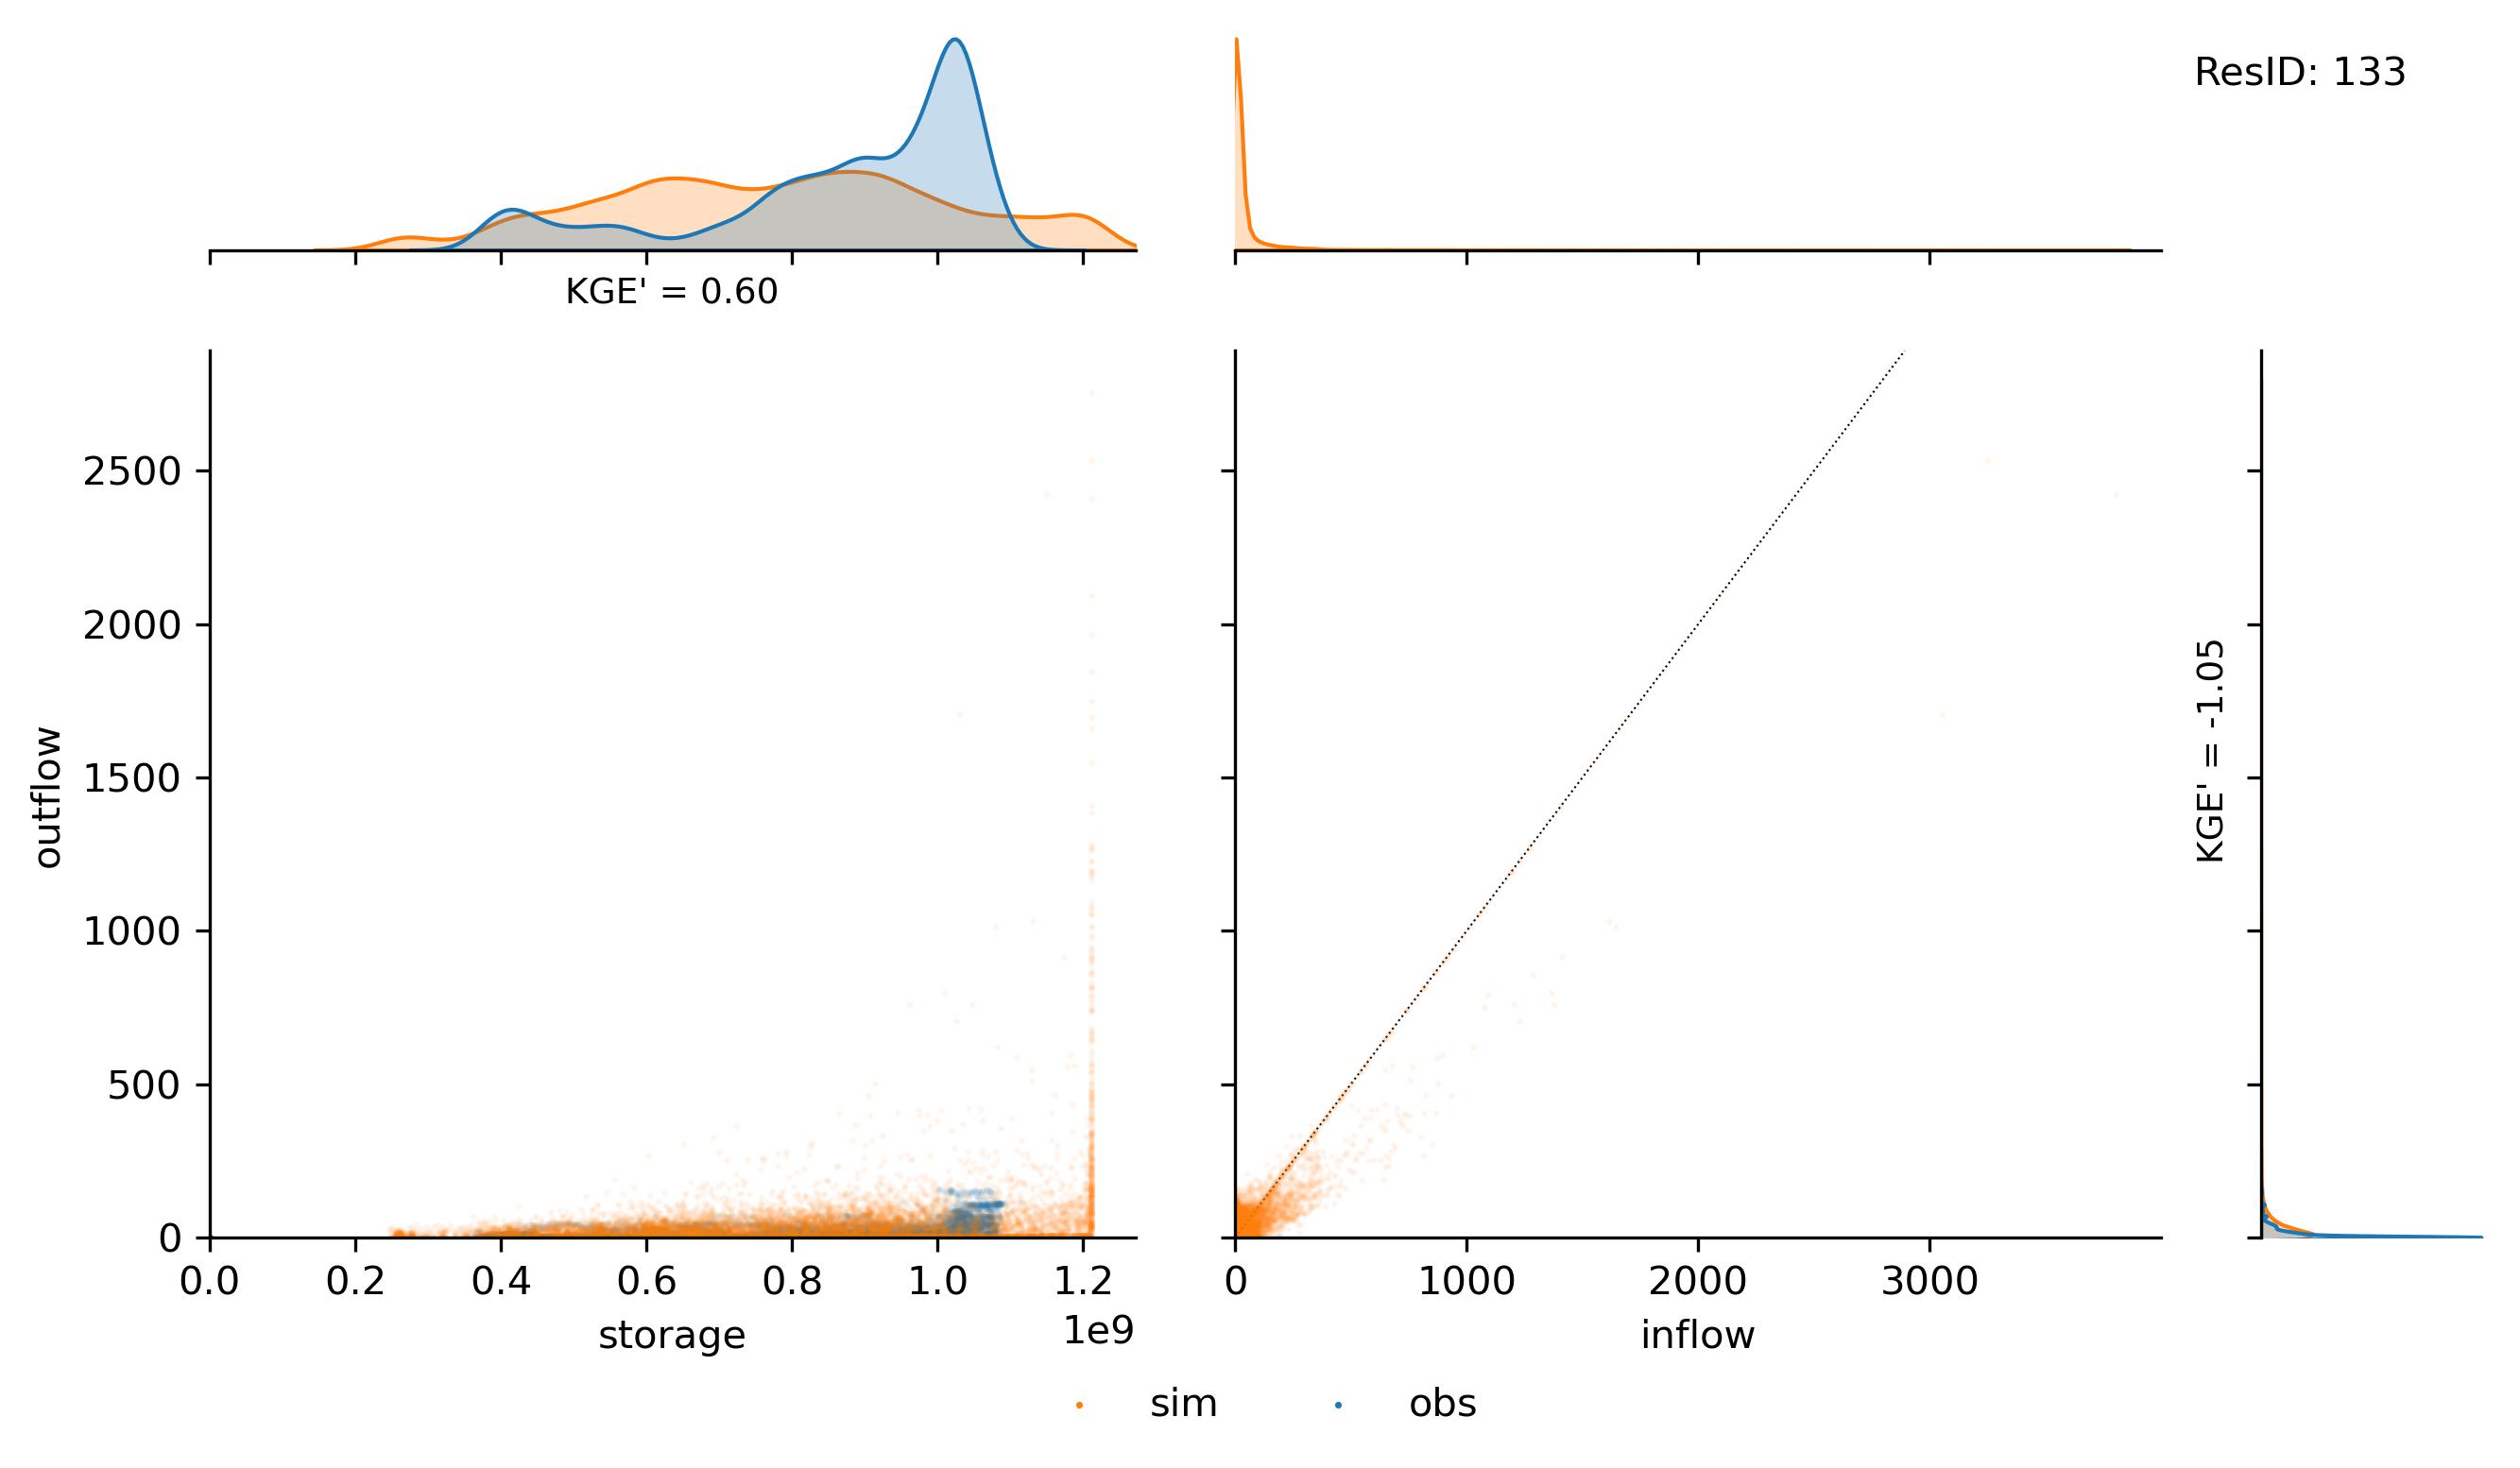 ResID: 133
KGE' = 0.60
outflow
2500
2000
1500
1000
500
0
KGE' = -1.05
0.0 0.2 0.4 0.6 0.8 1.0 1.2
1e9
storage
0 1000 2000 3000
inflow
sim obs